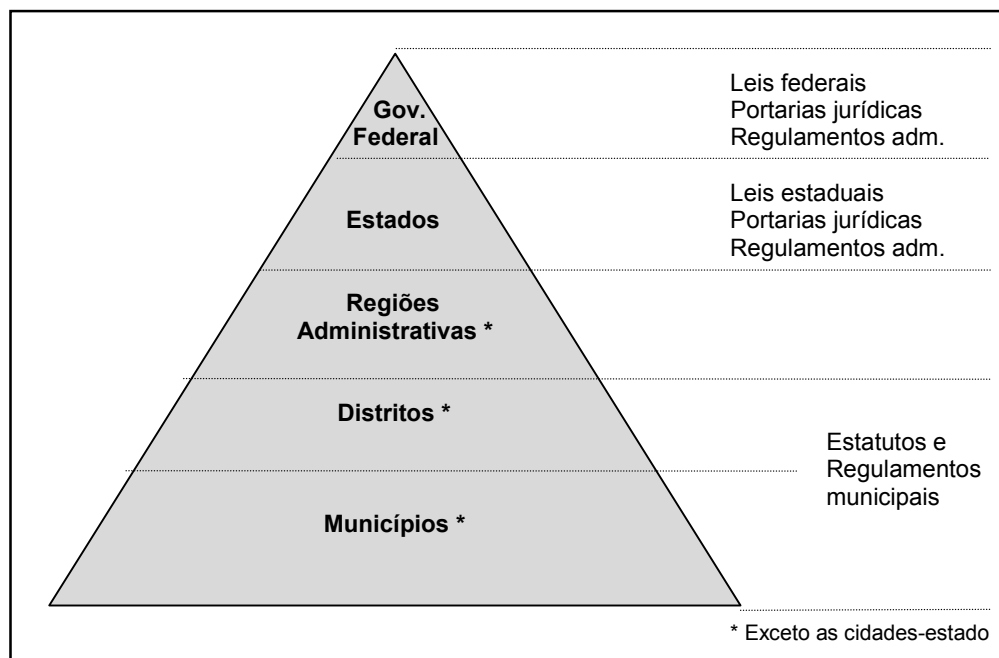 Gov.
Federal
Leis federais
Portarias jurídicas
Regulamentos adm.
Estados
Leis estaduais
Portarias jurídicas
Regulamentos adm.
Regiões
Administrativas *
Distritos *
Estatutos e
Regulamentos
municipais
Municípios *
* Exceto as cidades-estado